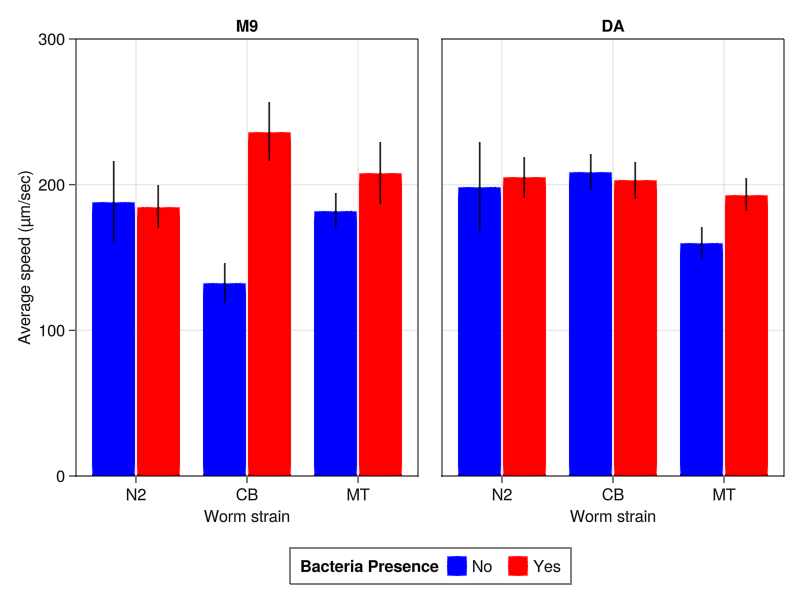 M9
DA
300
200
100
0
Average speed (µm/sec)
N2
CB
MT
N2
CB
MT
Worm strain
Worm strain
Bacteria Presence
No
Yes